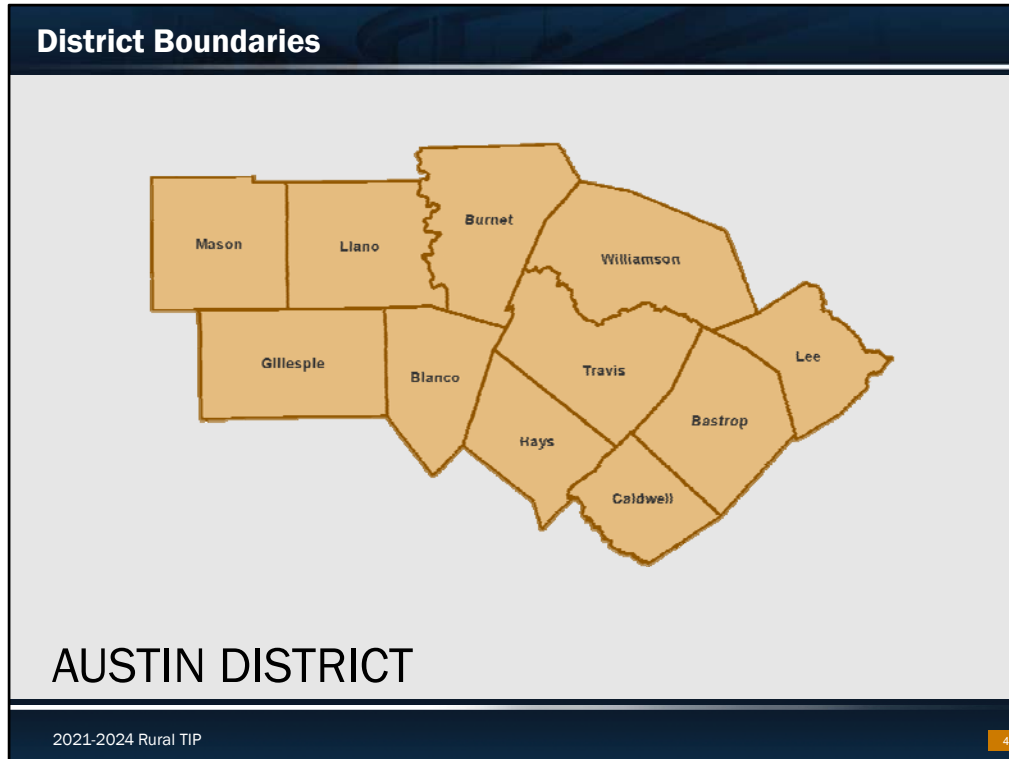 District Boundaries
Burnet
Mason
Llano
Williamson
Gillespie
Blanco
Travis
Lee
Bastrop
Hays
Caldwell
AUSTIN DISTRICT
2021-2024 Rural TIP
4